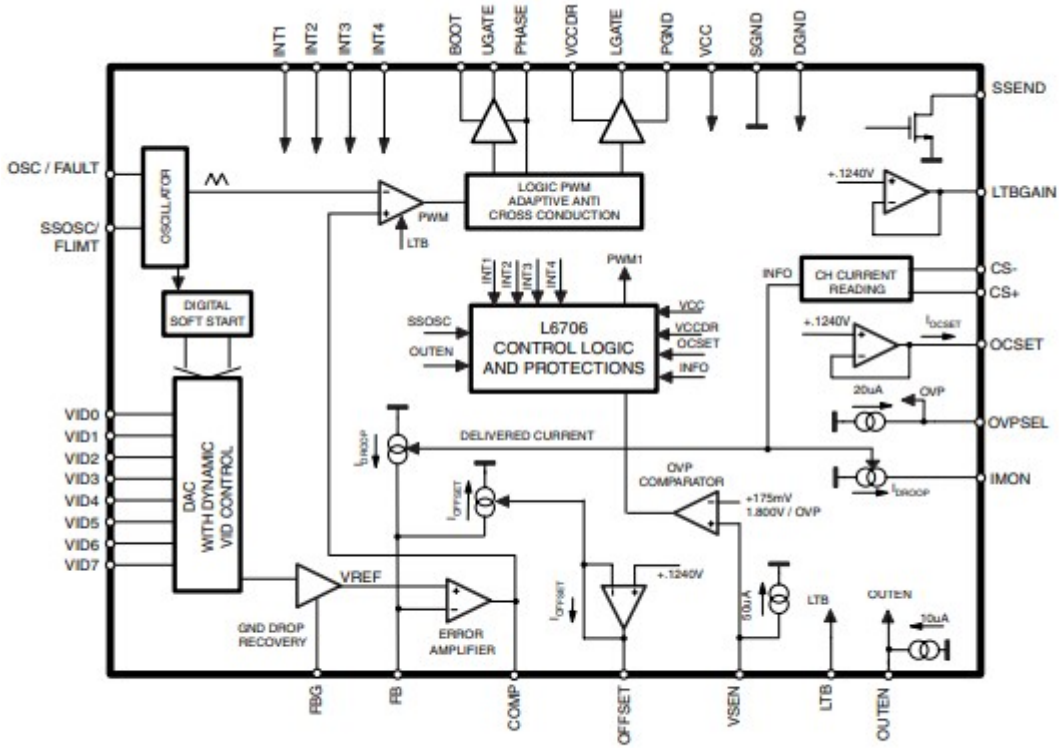 INT1
INT2
INT3
INT4
BOOT
UGATE
PHASE
VCCDR
LGATE
PGND
VCC
SGND
DGND
SSEND
OSC / FAULT
OSCILLATOR
LOGIC PWM
ADAPTIVE ANTI
CROSS CONDUCTION
+.1240V
LTBGAIN
PWM
SSOSC/
FLIMT
LTB
INT1
INT2
INT3
INT4
PWM1
INFO
CH CURRENT
READING
CS-
CS+
DIGITAL
SOFT START
SSOSC
OUTEN
L6706
CONTROL LOGIC
AND PROTECTIONS
VCC
VCCDR
OCSET
INFO
+.1240V
IOCSET
OCSET
20uA
OVP
OVPSEL
VID0
VID1
VID2
VID3
VID4
VID5
VID6
VID7
DAC
WITH DYNAMIC
VID CONTROL
IDROOP
DELIVERED CURRENT
IOFFSET
OVP
COMPARATOR
+175mV
1.800V / OVP
IMON
IDROOP
VREF
GND DROP
RECOVERY
ERROR
AMPLIFIER
IOFFSET
+.1240V
50uA
LTB
OUTEN
10uA
FBG
FB
COMP
OFFSET
VSEN
LTB
OUTEN